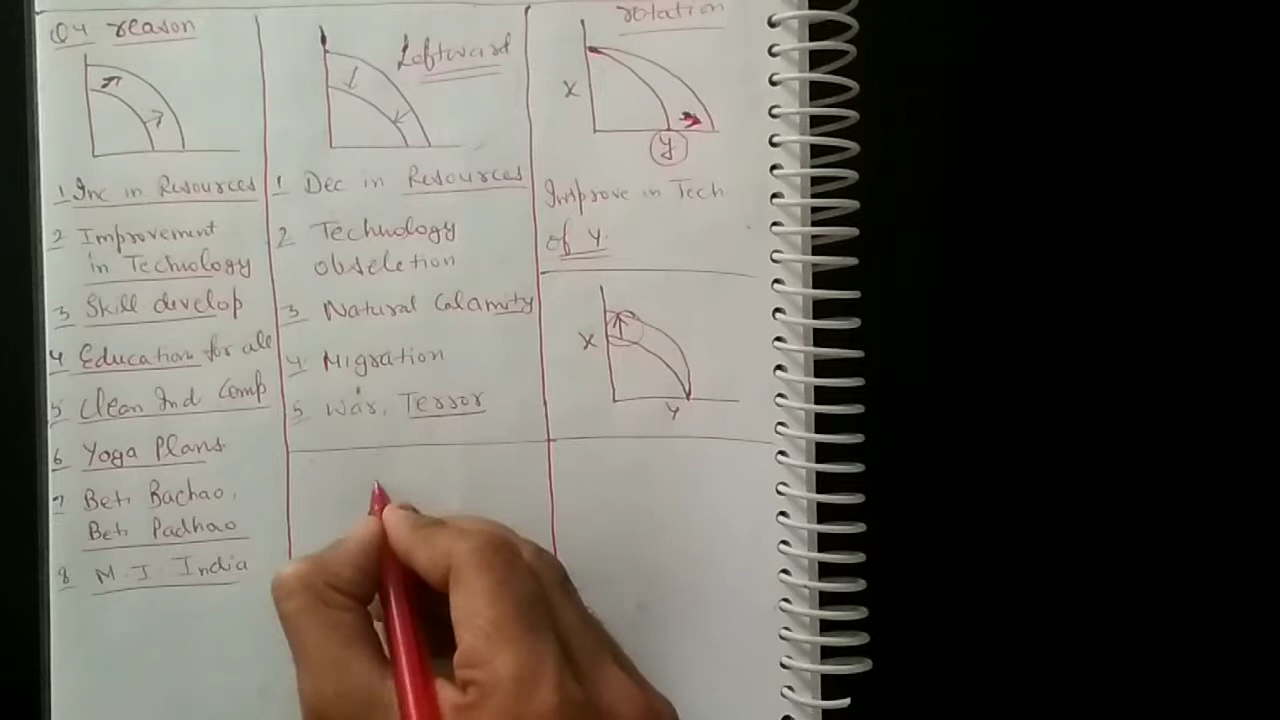 Q4 reason
1 Inc in Resources
2 Improvement
in Technology
3 Skill develop
4 Education for all
5 Clean Ind Comp
6 Yoga Plans
7 Beti Bachao,
Beti Padhao
8 M.I India
Leftward
1 Dec in Resources
2 Technology
obseletion
3 Natural Calamity
4 Migration
5 War, Terror
rotation
X
Y
Improve in Tech
of Y.
X
Y